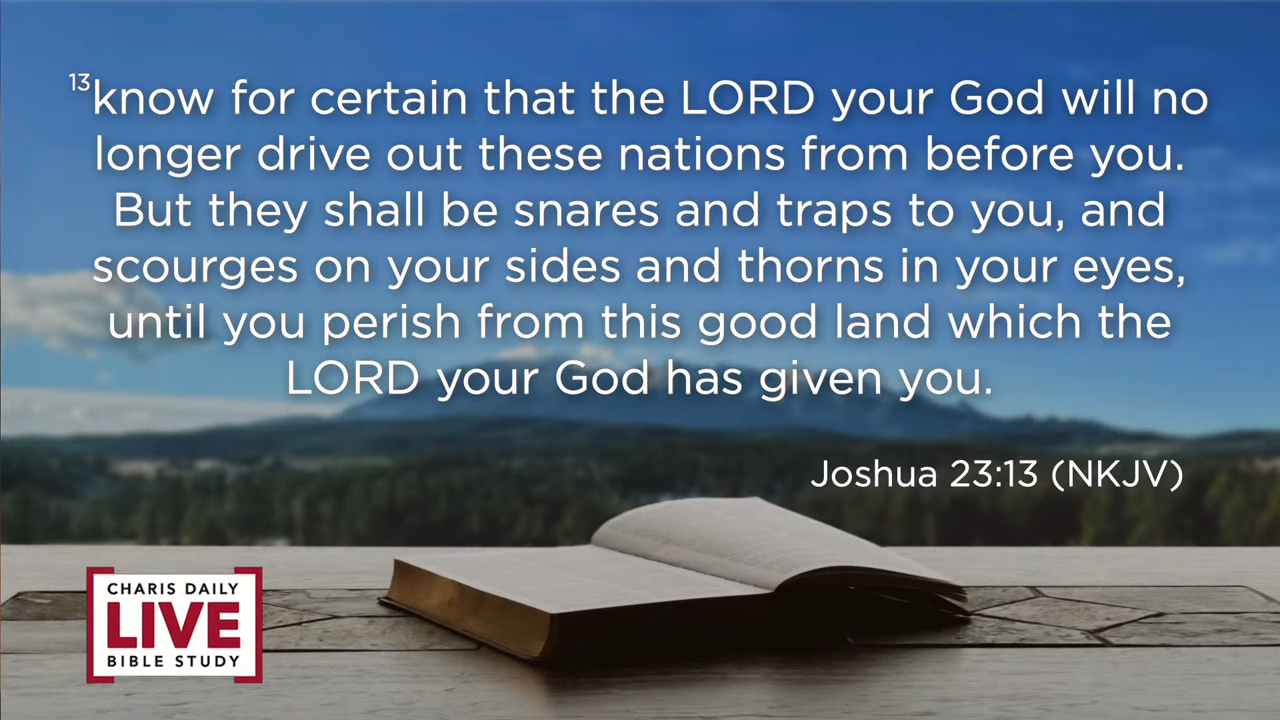 13know for certain that the LORD your God will no
longer drive out these nations from before you.
But they shall be snares and traps to you, and
scourges on your sides and thorns in your eyes,
until you perish from this good land which the
LORD your God has given you.
Joshua 23:13 (NKJV)
CHARIS DAILY
LIVE
BIBLE STUDY